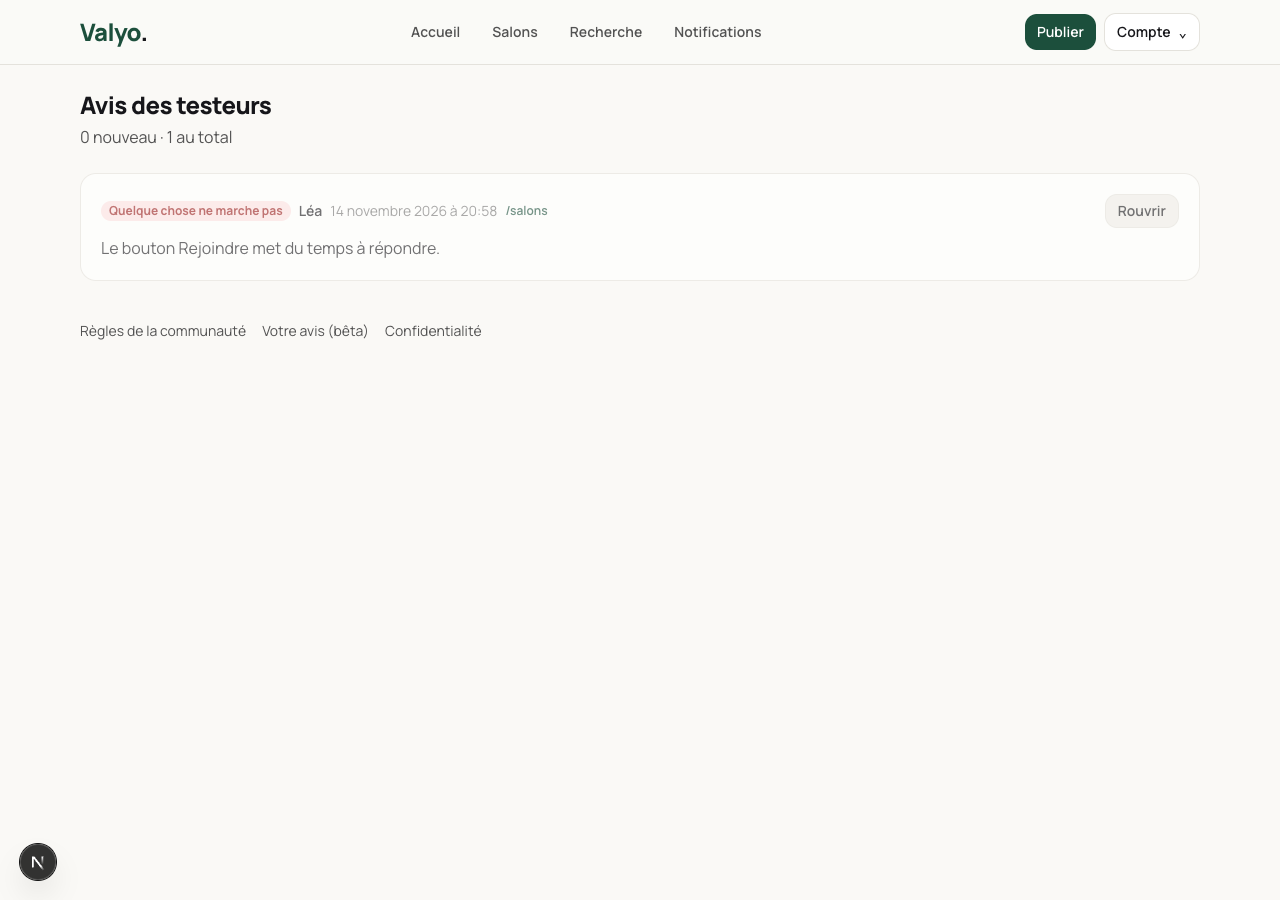 Valyo.
Accueil Salons Recherche Notifications
Publier Compte
Avis des testeurs
0 nouveau · 1 au total
Quelque chose ne marche pas Léa 14 novembre 2026 à 20:58 /salons Rouvrir
Le bouton Rejoindre met du temps à répondre.
Règles de la communauté Votre avis (bêta) Confidentialité
N